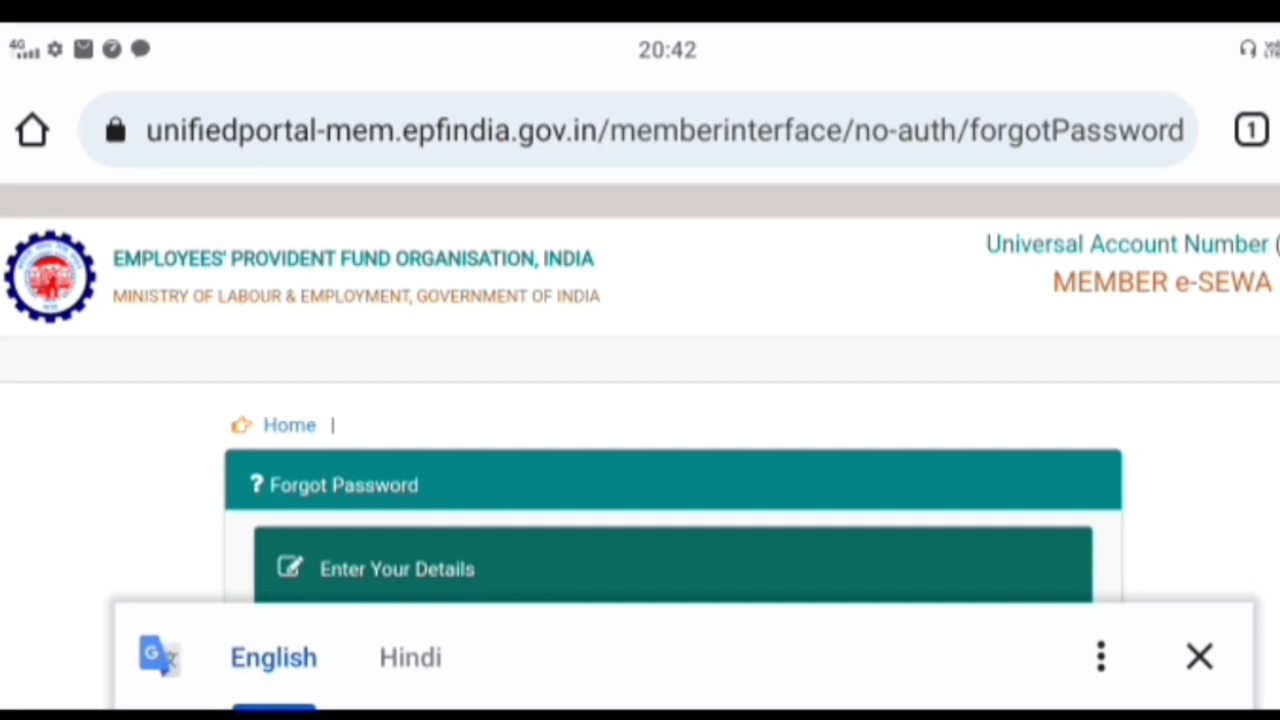 4G
20:42
unifiedportal-mem.epfindia.gov.in/memberinterface/no-auth/forgotPassword
1
EMPLOYEES' PROVIDENT FUND ORGANISATION, INDIA
MINISTRY OF LABOUR & EMPLOYMENT, GOVERNMENT OF INDIA
Universal Account Number (
MEMBER e-SEWA
Home |
? Forgot Password
Enter Your Details
G
English
Hindi